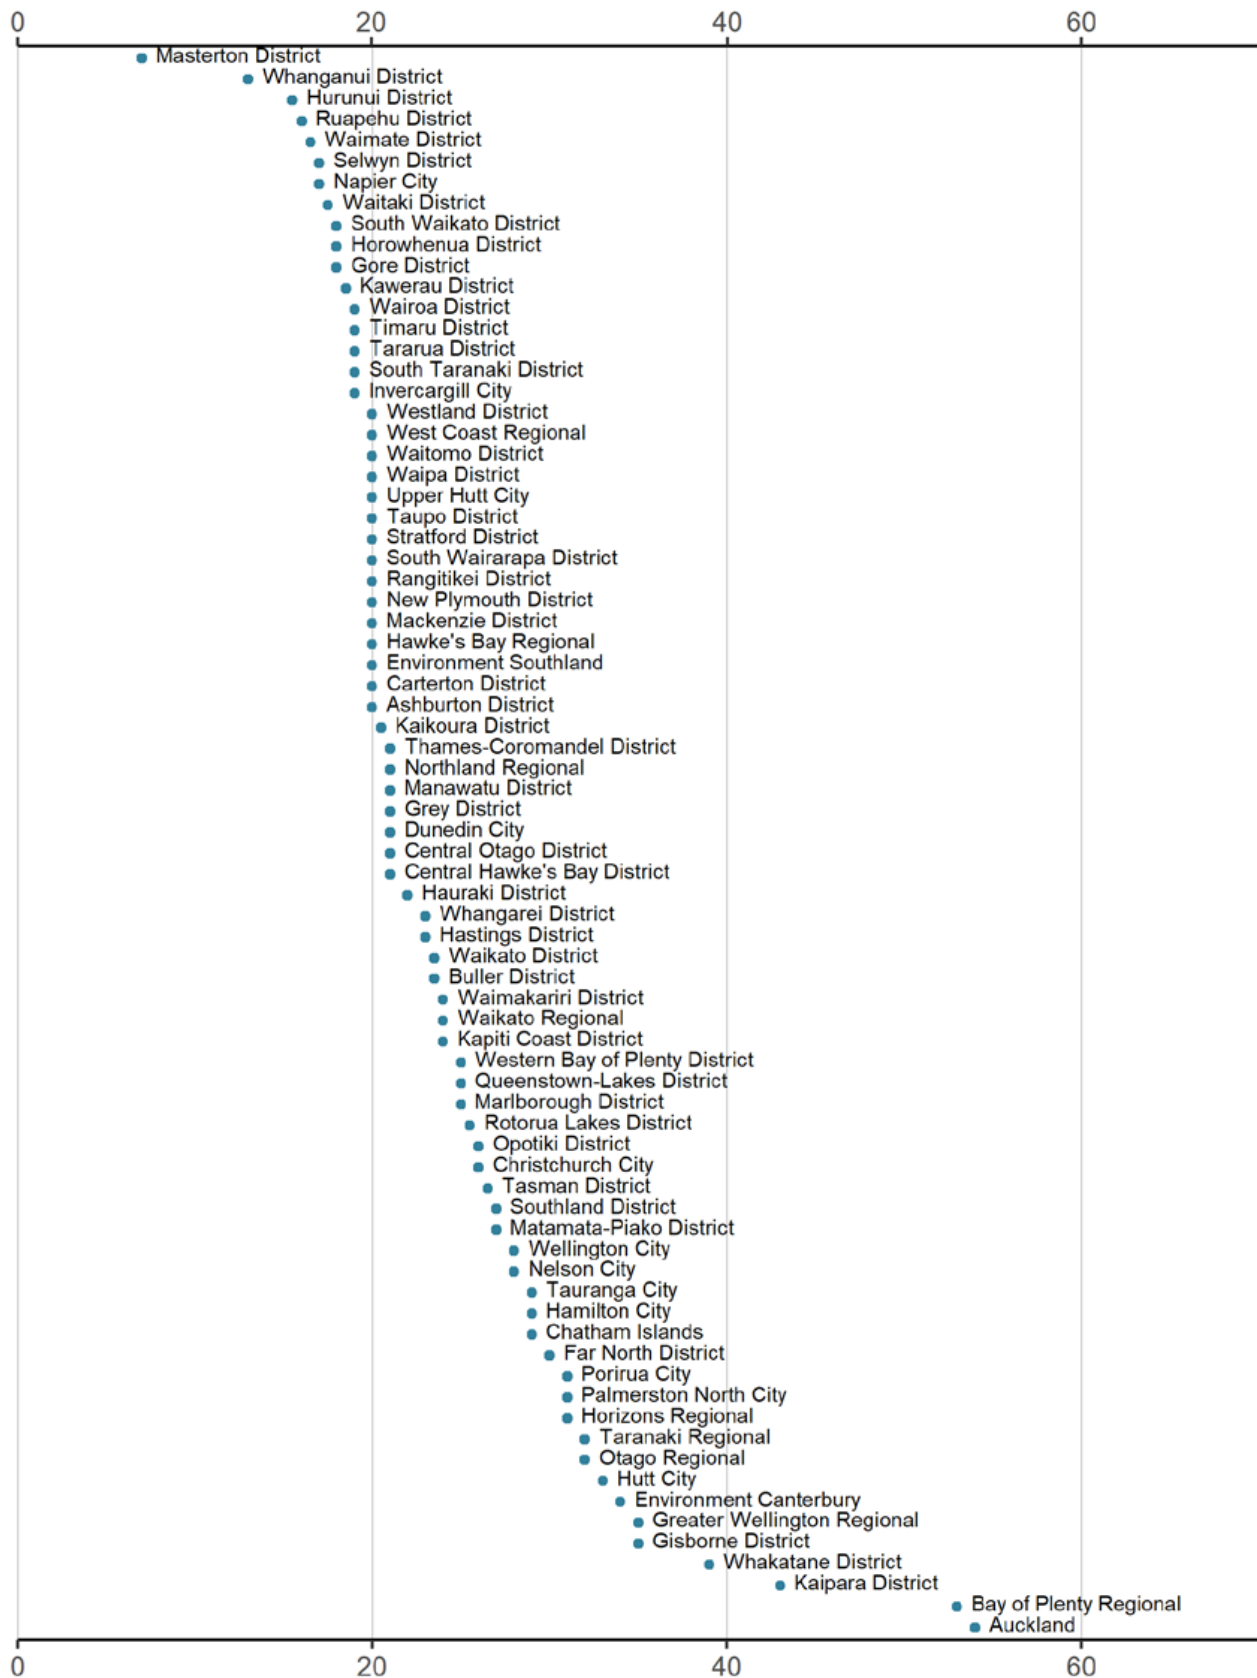 0 20 40 60
Masterton District
Whanganui District
Hurunui District
Ruapehu District
Waimate District
Selwyn District
Napier City
Waitaki District
South Waikato District
Horowhenua District
Gore District
Kawerau District
Wairoa District
Timaru District
Tararua District
South Taranaki District
Invercargill City
Westland District
West Coast Regional
Waitomo District
Waipa District
Upper Hutt City
Taupo District
Stratford District
South Wairarapa District
Rangitikei District
New Plymouth District
Mackenzie District
Hawke's Bay Regional
Environment Southland
Carterton District
Ashburton District
Kaikoura District
Thames-Coromandel District
Northland Regional
Manawatu District
Grey District
Dunedin City
Central Otago District
Central Hawke's Bay District
Hauraki District
Whangarei District
Hastings District
Waikato District
Buller District
Waimakariri District
Waikato Regional
Kapiti Coast District
Western Bay of Plenty District
Queenstown-Lakes District
Marlborough District
Rotorua Lakes District
Opotiki District
Christchurch City
Tasman District
Southland District
Matamata-Piako District
Wellington City
Nelson City
Tauranga City
Hamilton City
Chatham Islands
Far North District
Porirua City
Palmerston North City
Horizons Regional
Taranaki Regional
Otago Regional
Hutt City
Environment Canterbury
Greater Wellington Regional
Gisborne District
Whakatane District
Kaipara District
Bay of Plenty Regional
Auckland
0 20 40 60